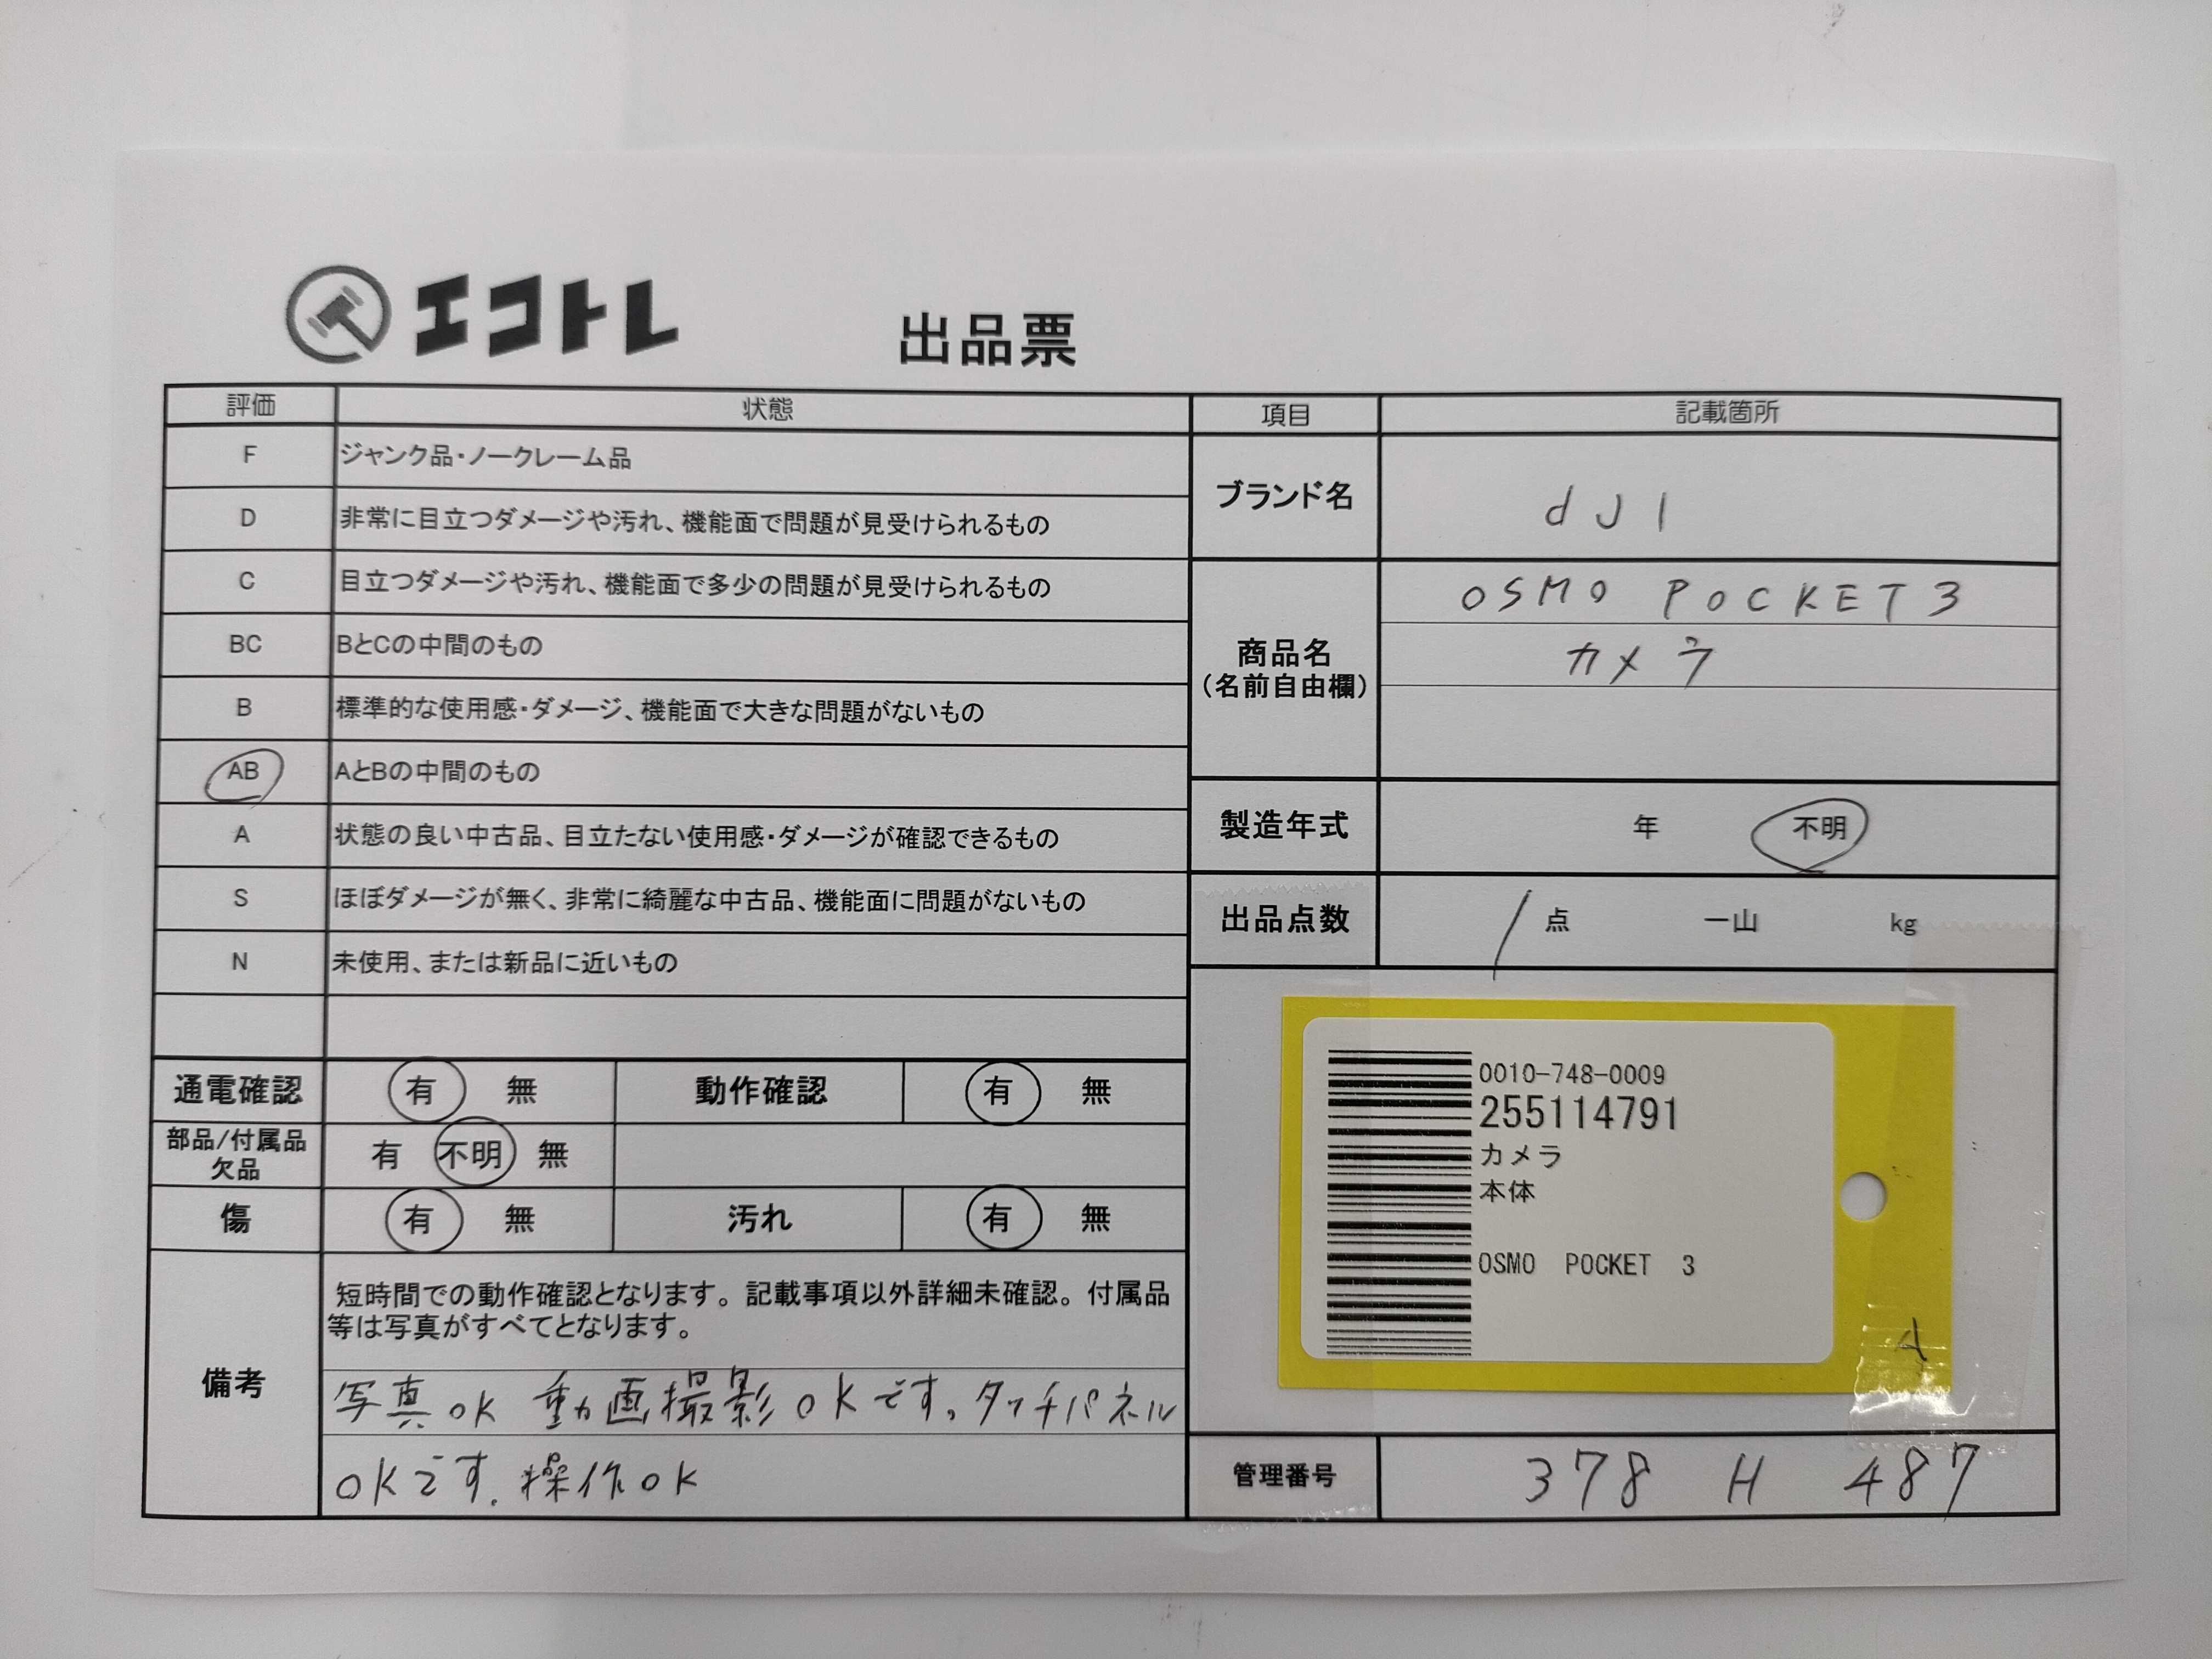 エコトレ 出品票
評価 状態
F ジャンク品・ノークレーム品
D 非常に目立つダメージや汚れ、機能面で問題が見受けられるもの
C 目立つダメージや汚れ、機能面で多少の問題が見受けられるもの
BC BとCの中間のもの
B 標準的な使用感・ダメージ、機能面で大きな問題がないもの
AB AとBの中間のもの
A 状態の良い中古品、目立たない使用感・ダメージが確認できるもの
S ほぼダメージが無く、非常に綺麗な中古品、機能面に問題がないもの
N 未使用、または新品に近いもの
通電確認 有 無 動作確認 有 無
部品/付属品
欠品
有 不明 無
傷 有 無 汚れ 有 無
備考
短時間での動作確認となります。記載事項以外詳細未確認。付属品
等は写真がすべてとなります。
写真OK 動画撮影OKです。タッチパネル
OKです。操作OK
項目 記載箇所
ブランド名 dJI
商品名
(名前自由欄)
OSMO POCKET3
カメラ
製造年式 年 不明
出品点数 1 点 一山 kg
0010-748-0009
255114791
カメラ
本体
OSMO POCKET 3
管理番号 378 H 487